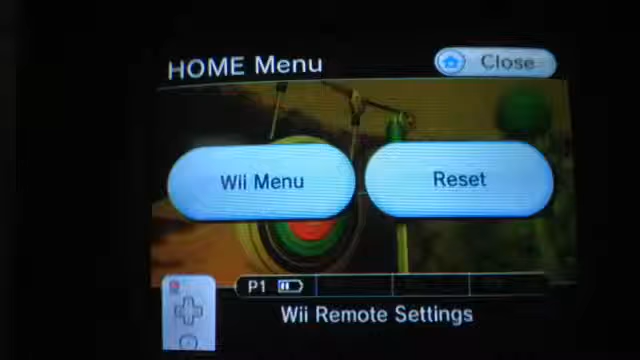 HOME Menu
Close
Wii Menu
Reset
P1
Wii Remote Settings